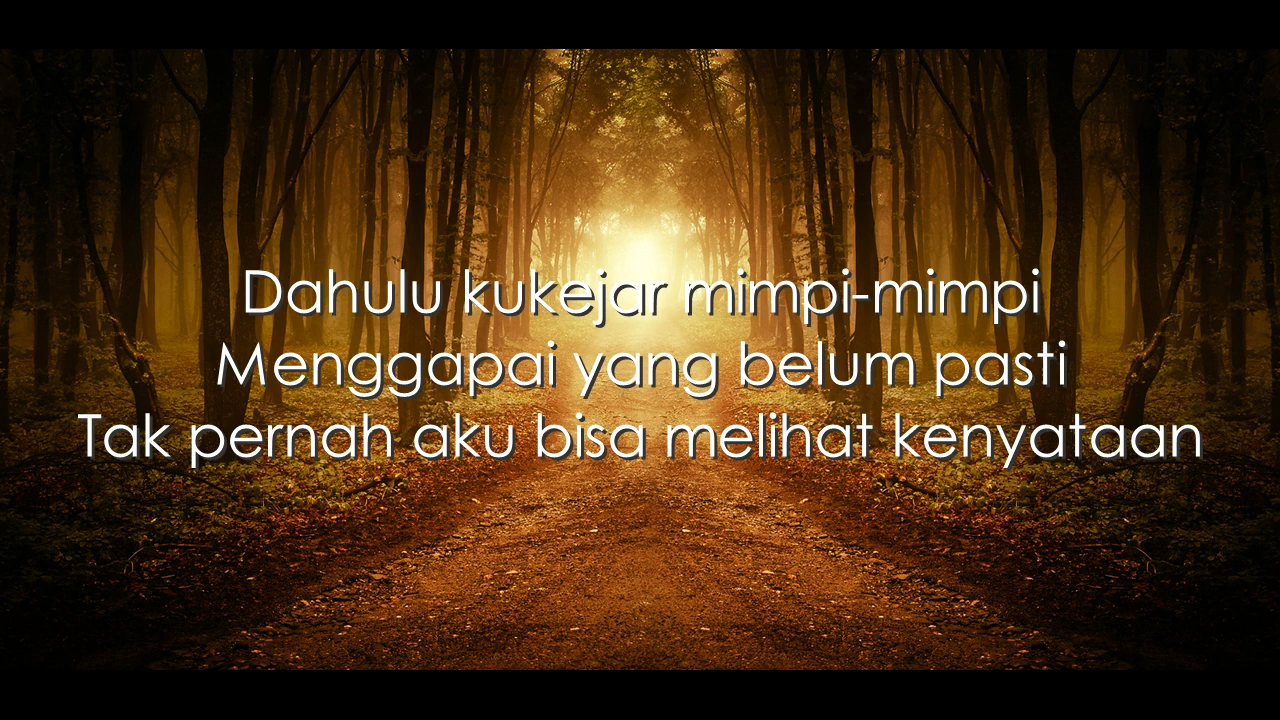 Dahulu kukejar mimpi-mimpi
Menggapai yang belum pasti
Tak pernah aku bisa melihat kenyataan